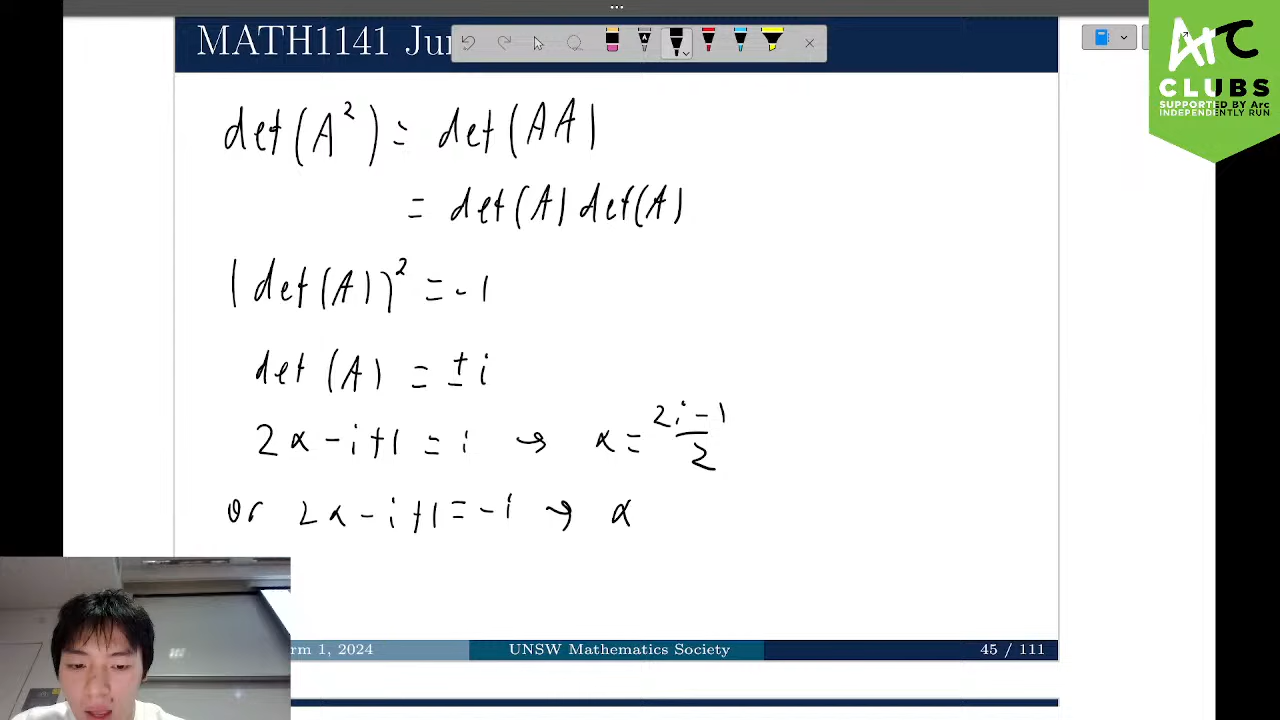 MATH1141 Ju
Arc
CLUBS
SUPPORTED BY Arc
INDEPENDENTLY RUN
det(A²) = det(AA)
= det(A) det(A)
(det(A))² = -1
det (A) = ± i
2α - i + 1 = i → α = \frac{2i - 1}{2}
or 2α - i + 1 = - i → α
rm 1, 2024
UNSW Mathematics Society
45 / 111